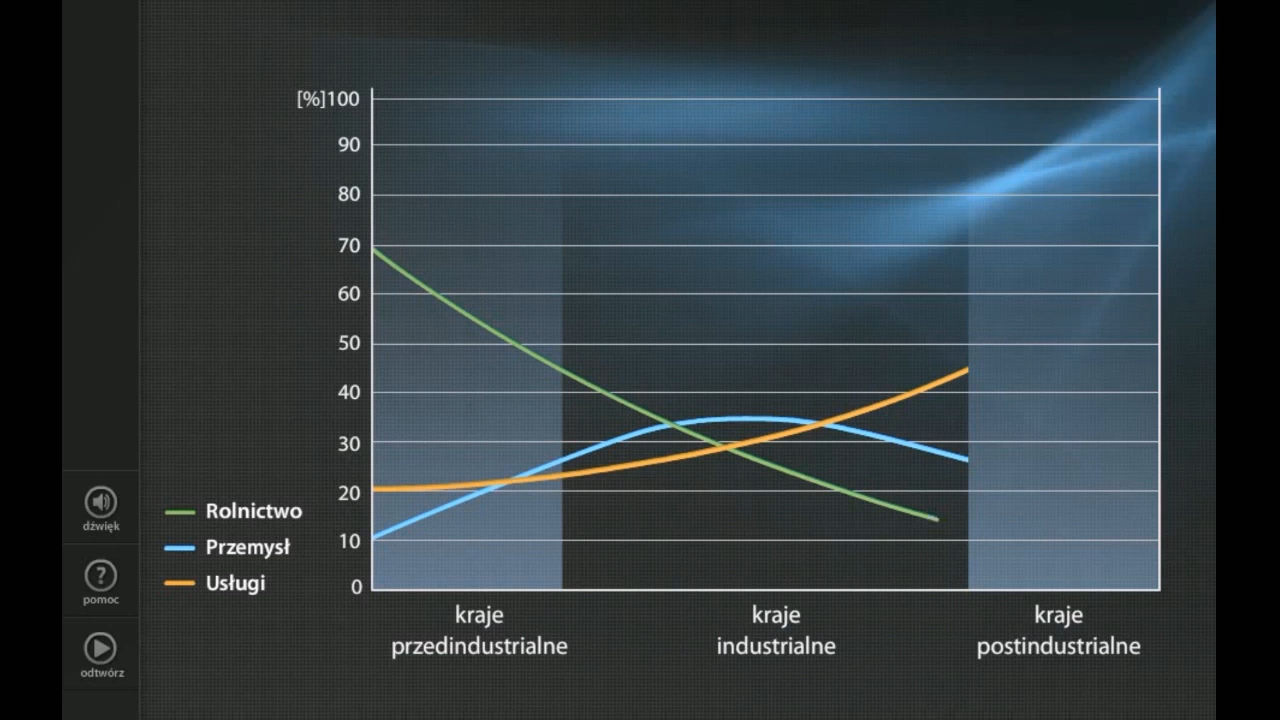 [%]100
90
80
70
60
50
40
30
20
10
0
Rolnictwo
Przemysł
Usługi
kraje
przedindustrialne
kraje
industrialne
kraje
postindustrialne
dźwięk
pomoc
odtwórz